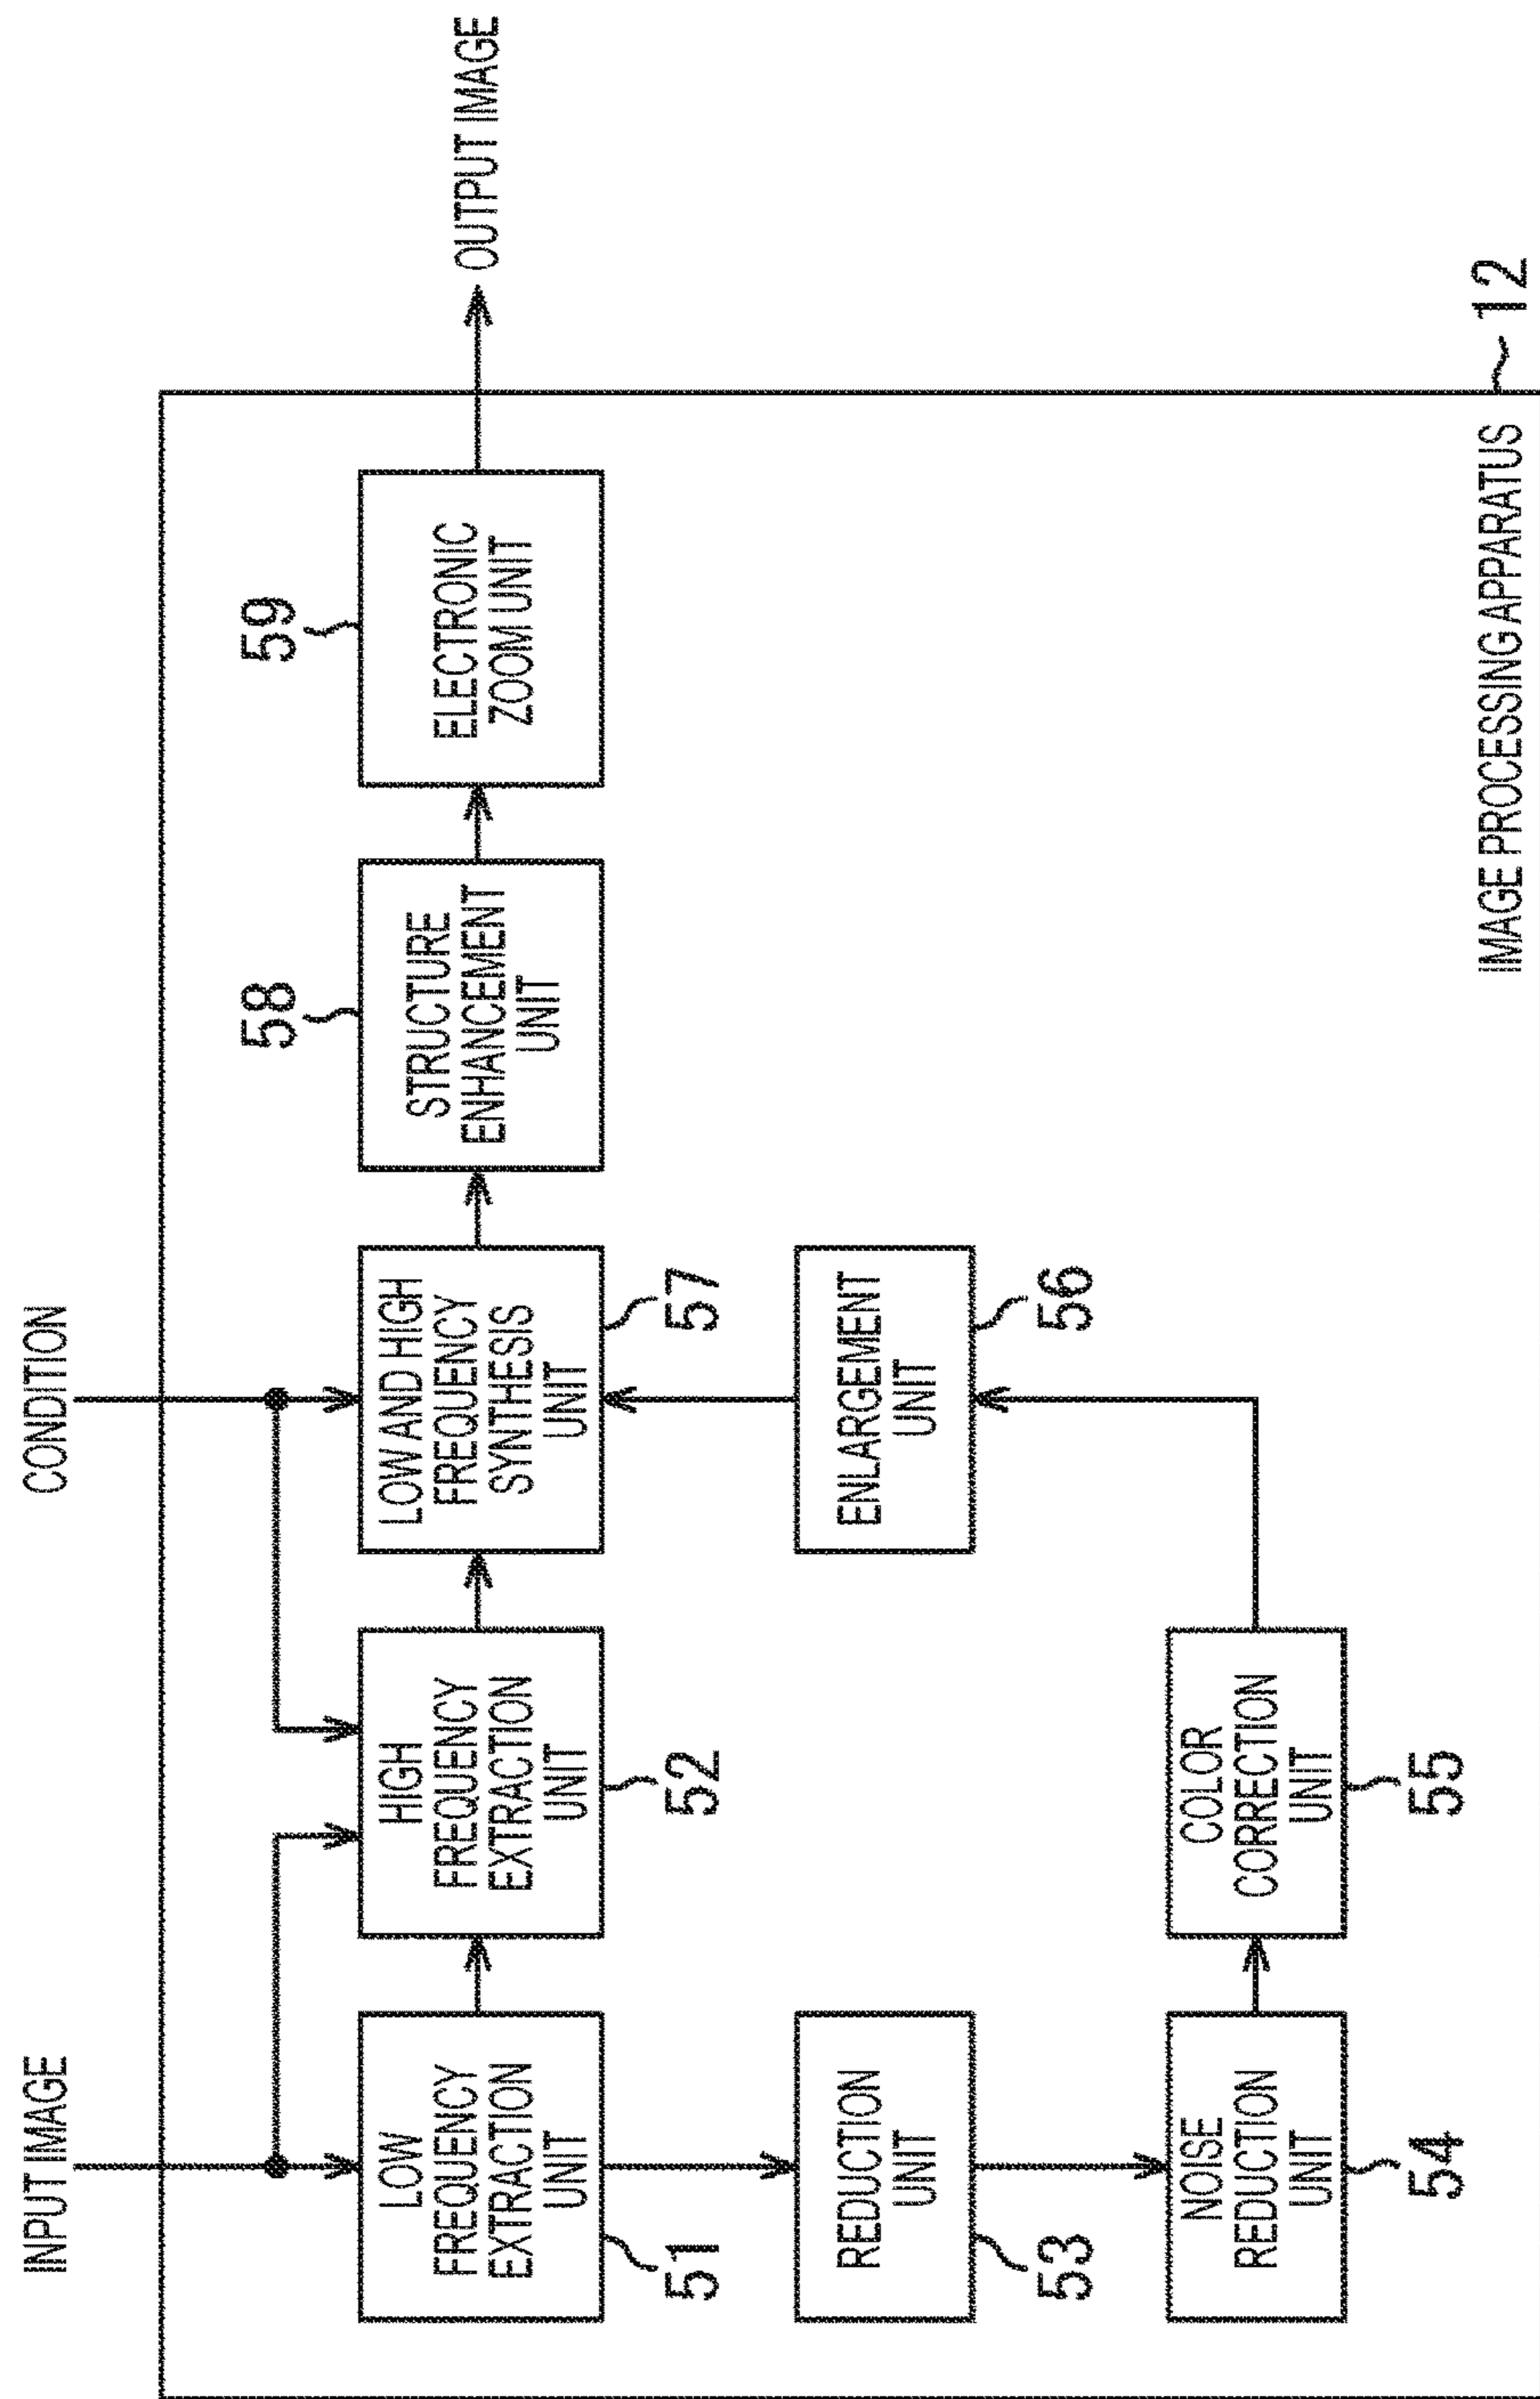 INPUT IMAGE
CONDITION
LOW
FREQUENCY
EXTRACTION
UNIT
51
HIGH
FREQUENCY
EXTRACTION
UNIT
52
LOW AND HIGH
FREQUENCY
SYNTHESIS
UNIT
57
STRUCTURE
ENHANCEMENT
UNIT
58
ELECTRONIC
ZOOM UNIT
59
OUTPUT IMAGE
REDUCTION
UNIT
53
ENLARGEMENT
UNIT
56
NOISE
REDUCTION
UNIT
54
COLOR
CORRECTION
UNIT
55
IMAGE PROCESSING APPARATUS
12